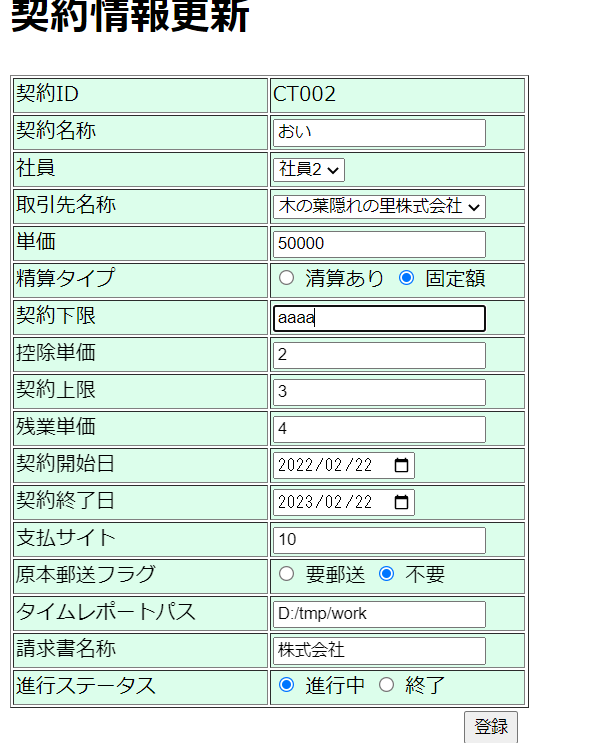 契約情報更新
契約ID CT002
契約名称 おい
社員 社員2
取引先名称 木の葉隠れの里株式会社
単価 50000
精算タイプ 清算あり 固定額
契約下限 aaaa
控除単価 2
契約上限 3
残業単価 4
契約開始日 2022/02/22
契約終了日 2023/02/22
支払サイト 10
原本郵送フラグ 要郵送 不要
タイムレポートパス D:/tmp/work
請求書名称 株式会社
進行ステータス 進行中 終了
登録